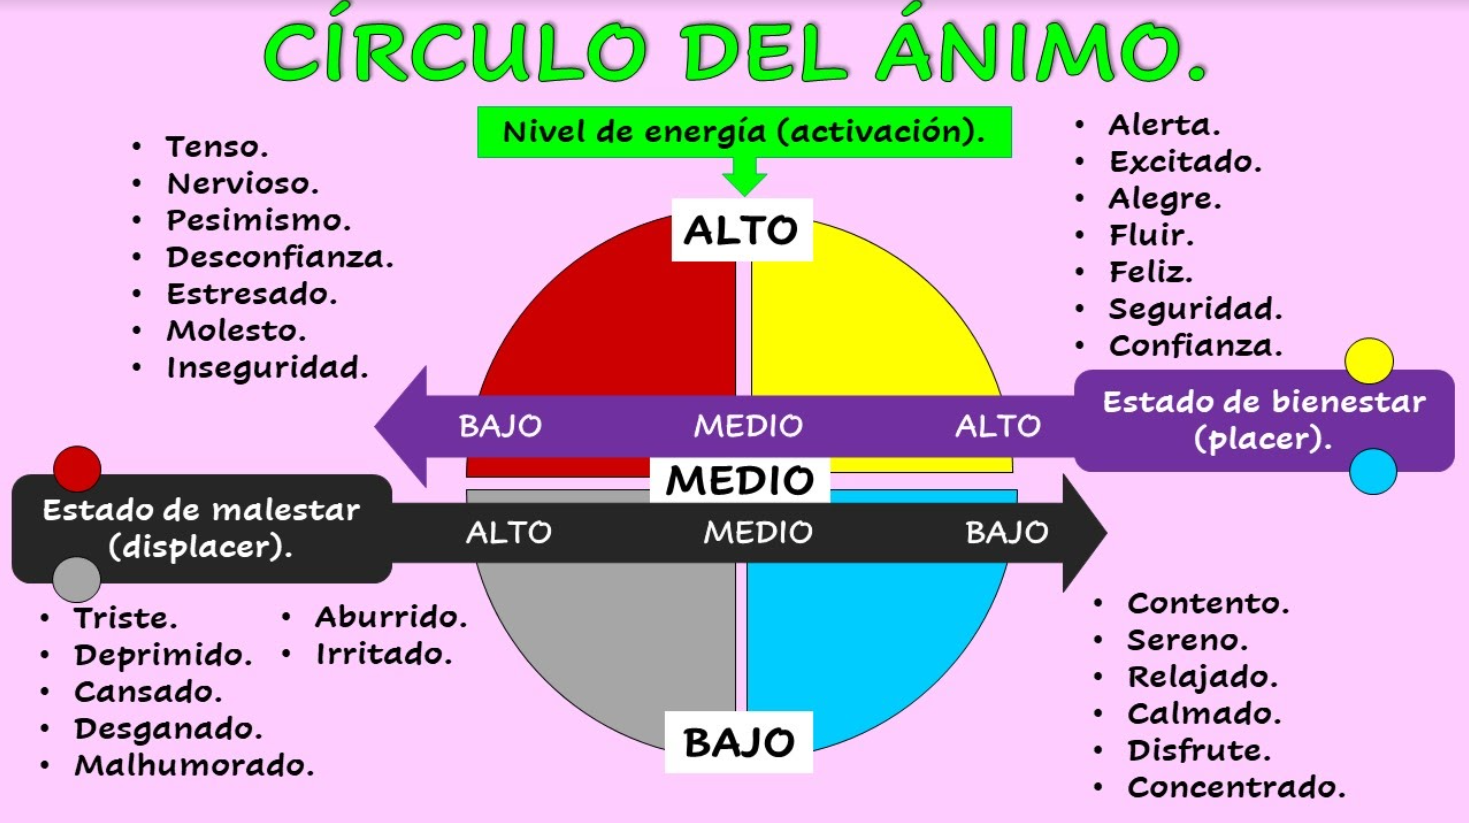 CÍRCULO DEL ÁNIMO.
Nivel de energía (activación).
• Tenso.
• Nervioso.
• Pesimismo.
• Desconfianza.
• Estresado.
• Molesto.
• Inseguridad.
ALTO
• Alerta.
• Excitado.
• Alegre.
• Fluir.
• Feliz.
• Seguridad.
• Confianza.
BAJO MEDIO ALTO
Estado de bienestar
(placer).
MEDIO
Estado de malestar
(displacer).
ALTO MEDIO BAJO
• Triste.
• Deprimido.
• Cansado.
• Desganado.
• Malhumorado.
• Aburrido.
• Irritado.
BAJO
• Contento.
• Sereno.
• Relajado.
• Calmado.
• Disfrute.
• Concentrado.